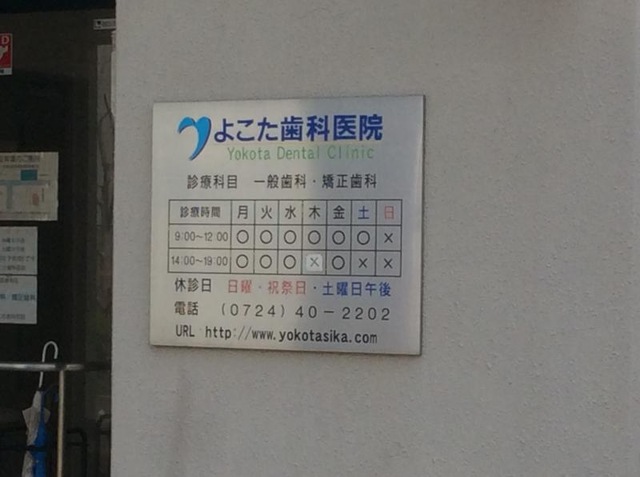 よこた歯科医院
Yokota Dental Clinic
診療科目 一般歯科・矯正歯科
診療時間 月 火 水 木 金 土 日
9:00~12:00 ○ ○ ○ ○ ○ ○ ×
14:00~19:00 ○ ○ ○ × ○ × ×
休診日 日曜・祝祭日・土曜日午後
電話 (0724)40-2202
URL http://www.yokotasika.com